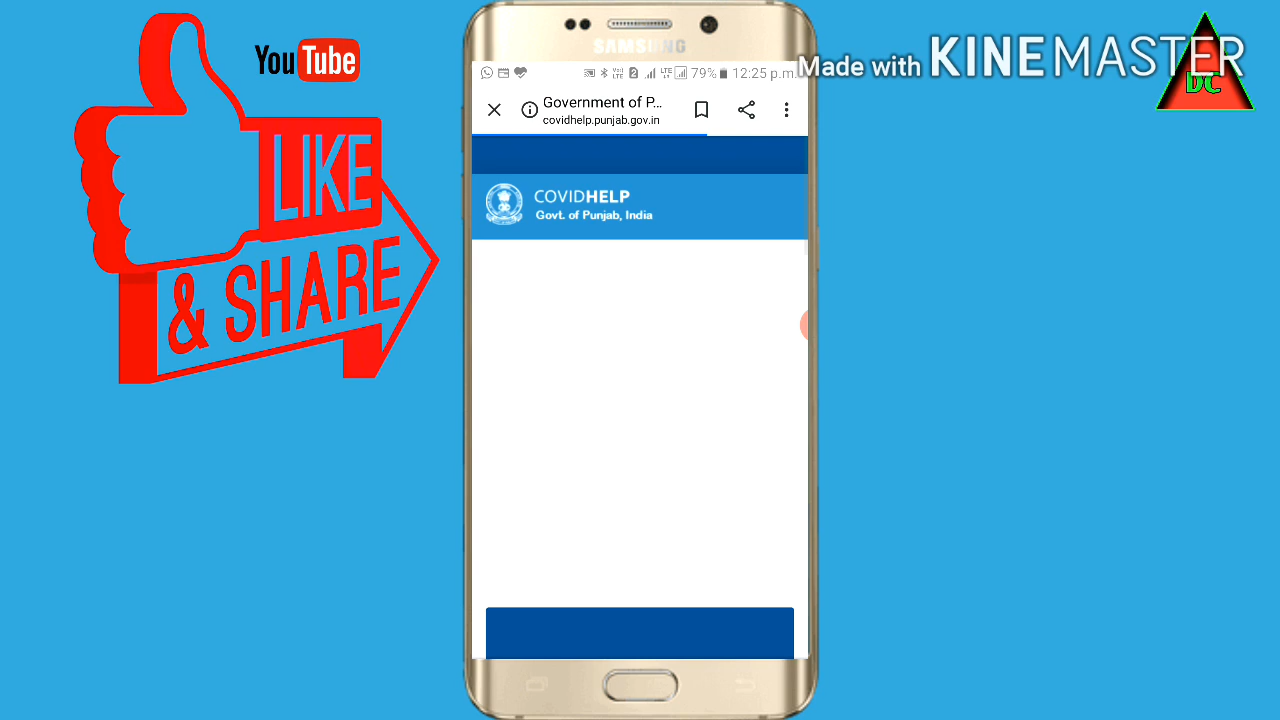 YouTube
LIKE
& SHARE
SAMSUNG
79% 12:25 p.m.
Government of P...
covidhelp.punjab.gov.in
COVIDHELP
Govt. of Punjab, India
Made with KINEMASTER
DC